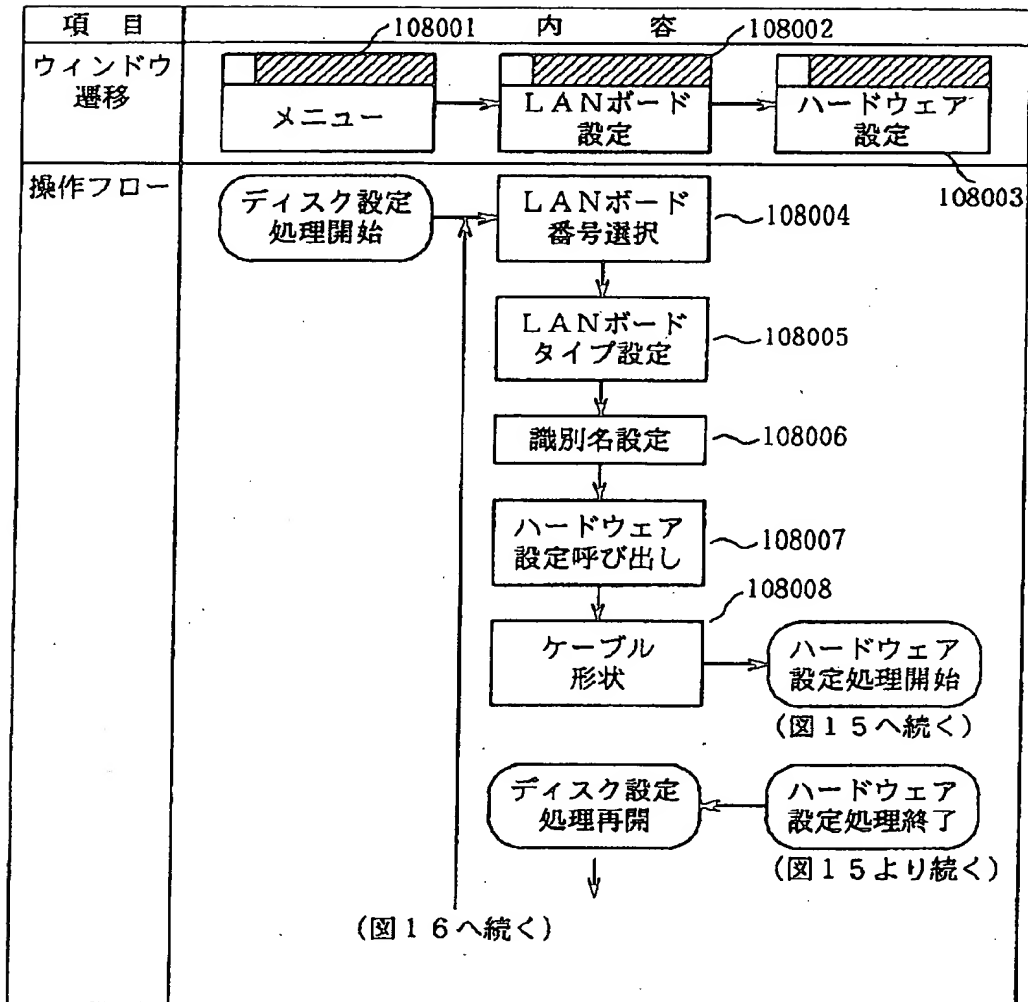 項 目
内 容
108001
108002
ウィンドウ
遷移
メニュー
LANボード
設定
ハードウェア
設定
108003
操作フロー
ディスク設定
処理開始
LANボード
番号選択
108004
LANボード
タイプ設定
108005
識別名設定
108006
ハードウェア
設定呼び出し
108007
108008
ケーブル
形状
ハードウェア
設定処理開始
(図15へ続く)
ディスク設定
処理再開
ハードウェア
設定処理終了
(図15より続く)
(図16へ続く)